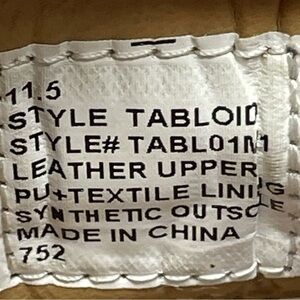 11.5
STYLE TABLOID
STYLE# TABL01M1
LEATHER UPPER
PU+TEXTILE LINING
SYNTHETIC OUTSOLE
MADE IN CHINA
752